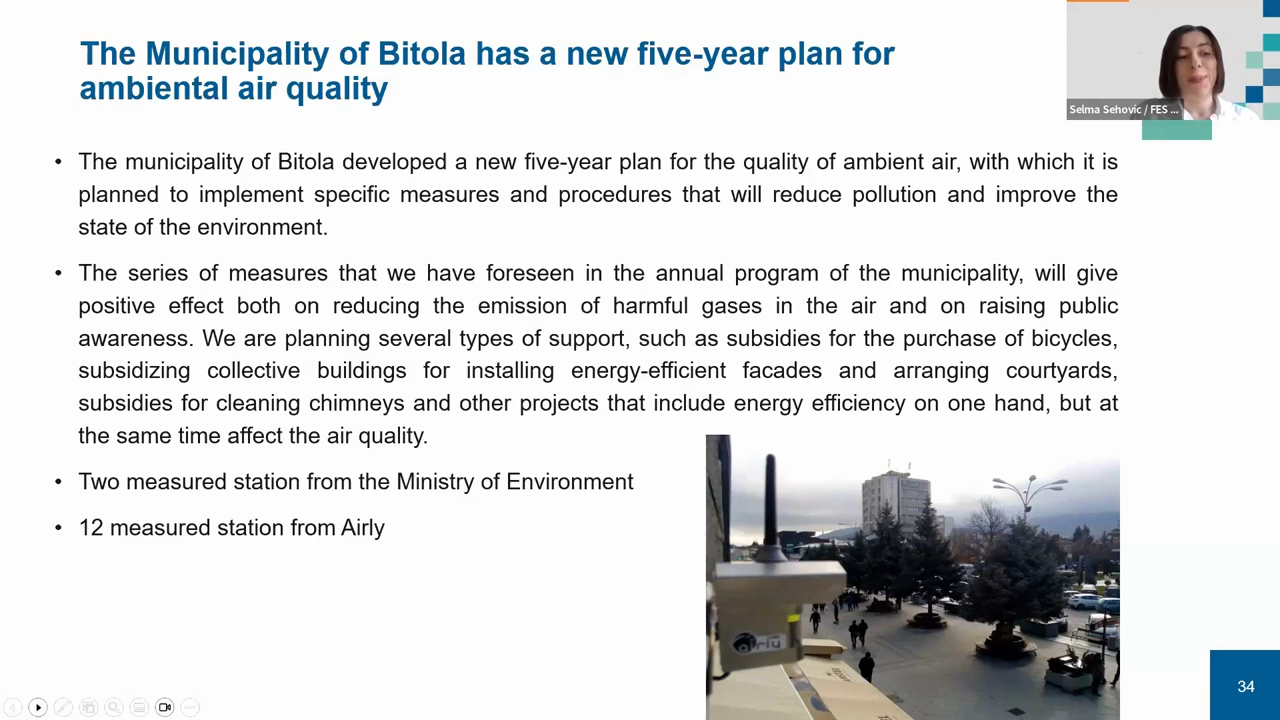 The Municipality of Bitola has a new five-year plan for
ambiental air quality
Selma Sehovic / FES ...
• The municipality of Bitola developed a new five-year plan for the quality of ambient air, with which it is
planned to implement specific measures and procedures that will reduce pollution and improve the
state of the environment.
• The series of measures that we have foreseen in the annual program of the municipality, will give
positive effect both on reducing the emission of harmful gases in the air and on raising public
awareness. We are planning several types of support, such as subsidies for the purchase of bicycles,
subsidizing collective buildings for installing energy-efficient facades and arranging courtyards,
subsidies for cleaning chimneys and other projects that include energy efficiency on one hand, but at
the same time affect the air quality.
• Two measured station from the Ministry of Environment
• 12 measured station from Airly
34